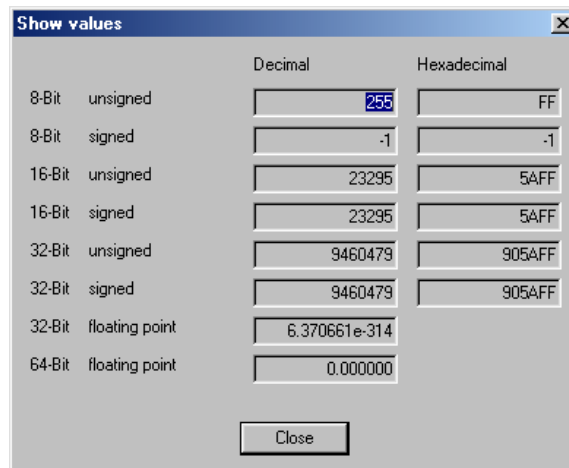 Show values
Decimal Hexadecimal
8-Bit unsigned 255 FF
8-Bit signed -1 -1
16-Bit unsigned 23295 5AFF
16-Bit signed 23295 5AFF
32-Bit unsigned 9460479 905AFF
32-Bit signed 9460479 905AFF
32-Bit floating point 6.370661e-314
64-Bit floating point 0.000000
Close